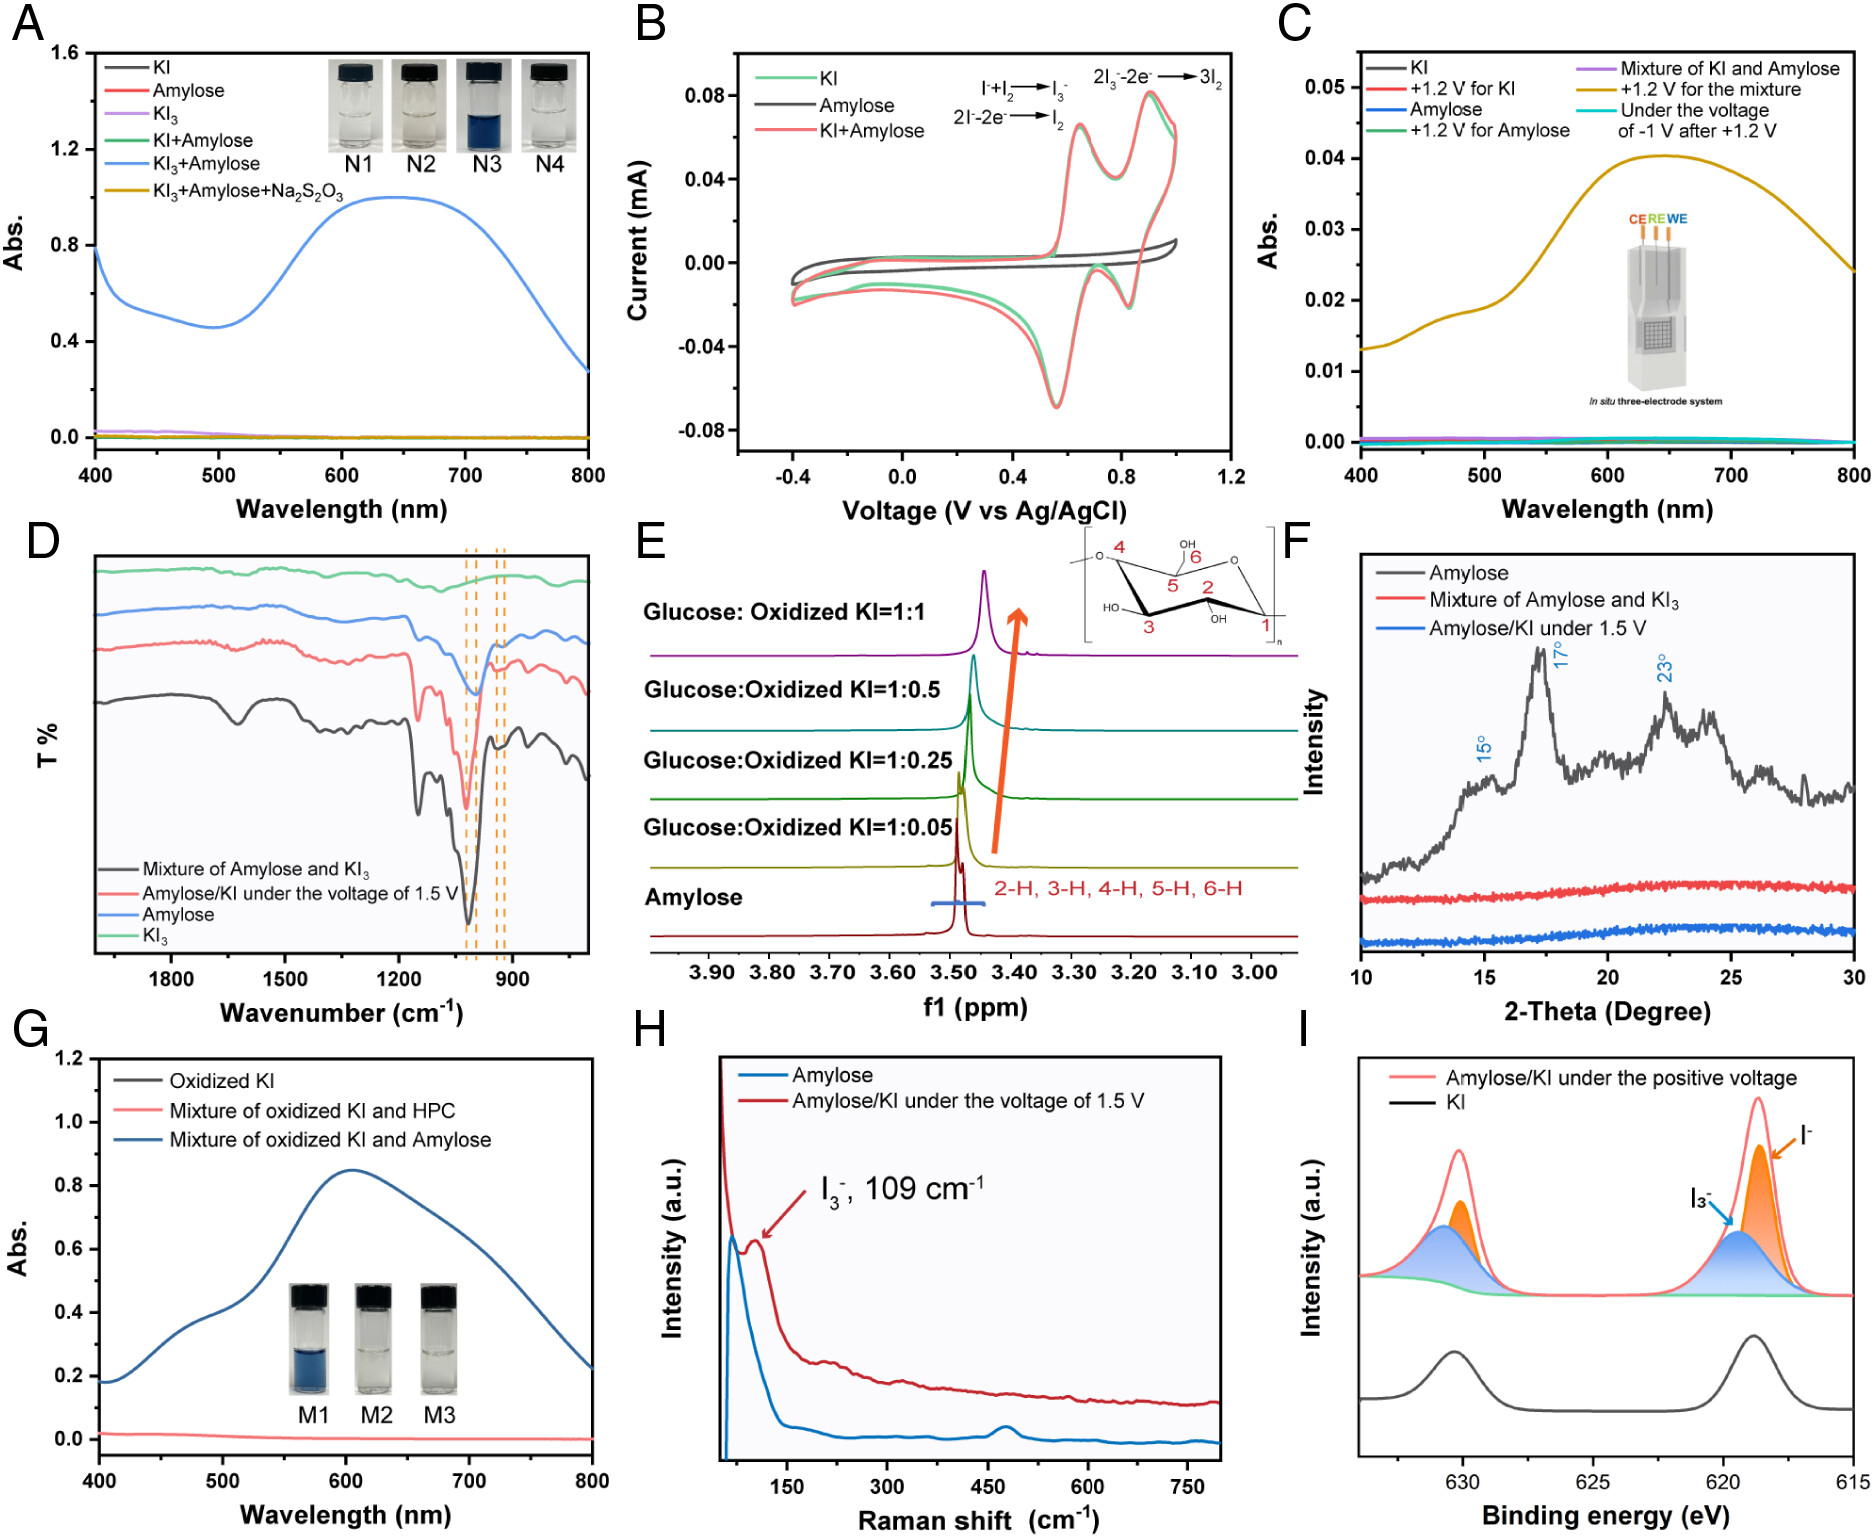 A
1.6
1.2
0.8
0.4
0.0
Abs.
KI
Amylose
KI3
KI+Amylose
KI3+Amylose
KI3+Amylose+Na2S2O3
N1 N2 N3 N4
400 500 600 700 800
Wavelength (nm)
B
0.08
0.04
0.00
-0.04
-0.08
Current (mA)
KI
Amylose
KI+Amylose
I-+I2 → I3-
2I--2e- → I2
2I3--2e- → 3I2
-0.4 0.0 0.4 0.8 1.2
Voltage (V vs Ag/AgCl)
C
0.05
0.04
0.03
0.02
0.01
0.00
Abs.
KI
+1.2 V for KI
Amylose
+1.2 V for Amylose
Mixture of KI and Amylose
+1.2 V for the mixture
Under the voltage
of -1 V after +1.2 V
CE RE WE
In situ three-electrode system
400 500 600 700 800
Wavelength (nm)
D
T %
Mixture of Amylose and KI3
Amylose/KI under the voltage of 1.5 V
Amylose
KI3
1800 1500 1200 900
Wavenumber (cm-1)
E
Glucose: Oxidized KI=1:1
Glucose:Oxidized KI=1:0.5
Glucose:Oxidized KI=1:0.25
Glucose:Oxidized KI=1:0.05
Amylose
2-H, 3-H, 4-H, 5-H, 6-H
O 4 OH 6 O
5 2
HO 3 OH 1 n
3.90 3.80 3.70 3.60 3.50 3.40 3.30 3.20 3.10 3.00
f1 (ppm)
F
Intensity
Amylose
Mixture of Amylose and KI3
Amylose/KI under 1.5 V
15°
17°
23°
10 15 20 25 30
2-Theta (Degree)
G
1.2
1.0
0.8
0.6
0.4
0.2
0.0
Abs.
Oxidized KI
Mixture of oxidized KI and HPC
Mixture of oxidized KI and Amylose
M1 M2 M3
400 500 600 700 800
Wavelength (nm)
H
Intensity (a.u.)
Amylose
Amylose/KI under the voltage of 1.5 V
I3-, 109 cm-1
150 300 450 600 750
Raman shift (cm-1)
I
Intensity (a.u.)
Amylose/KI under the positive voltage
KI
I-
I3-
630 625 620 615
Binding energy (eV)